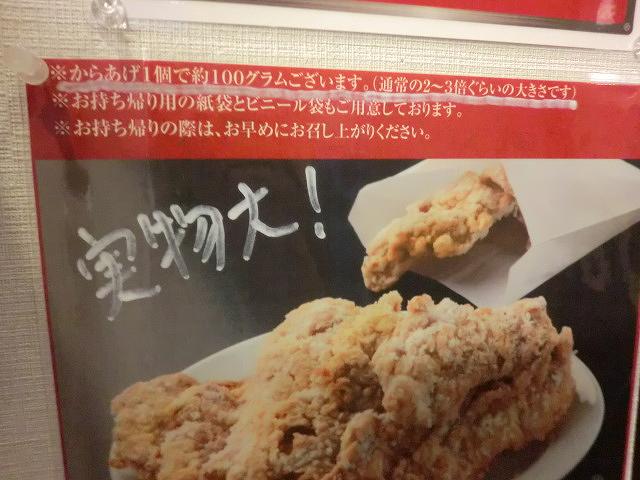 ※からあげ1個で約100グラムございます。(通常の2〜3倍ぐらいの大きさです)
※お持ち帰り用の紙袋とビニール袋もご用意しております。
※お持ち帰りの際は、お早めにお召し上がりください。
実物大!